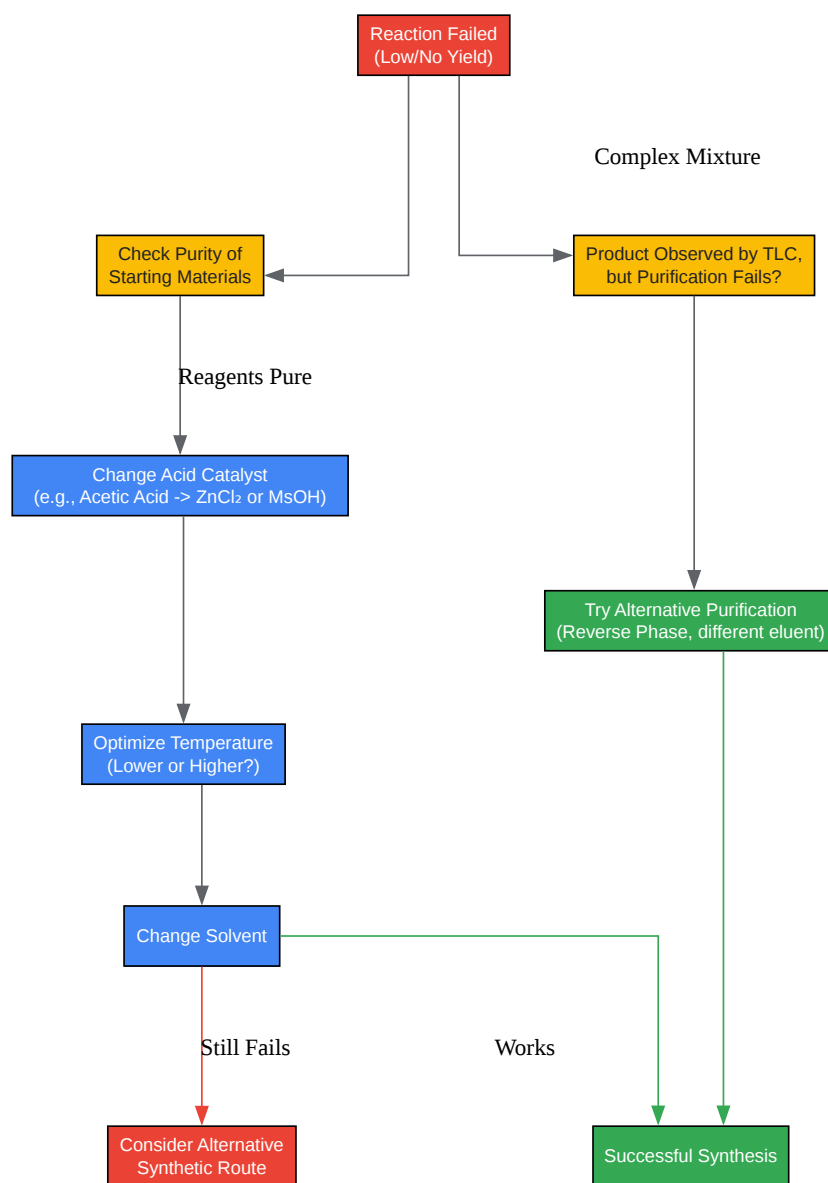 Reaction Failed
(Low/No Yield)
Complex Mixture
Check Purity of
Starting Materials
Product Observed by TLC,
but Purification Fails?
Reagents Pure
Change Acid Catalyst
(e.g., Acetic Acid -> ZnCl₂ or MsOH)
Try Alternative Purification
(Reverse Phase, different eluent)
Optimize Temperature
(Lower or Higher?)
Change Solvent
Still Fails
Works
Consider Alternative
Synthetic Route
Successful Synthesis